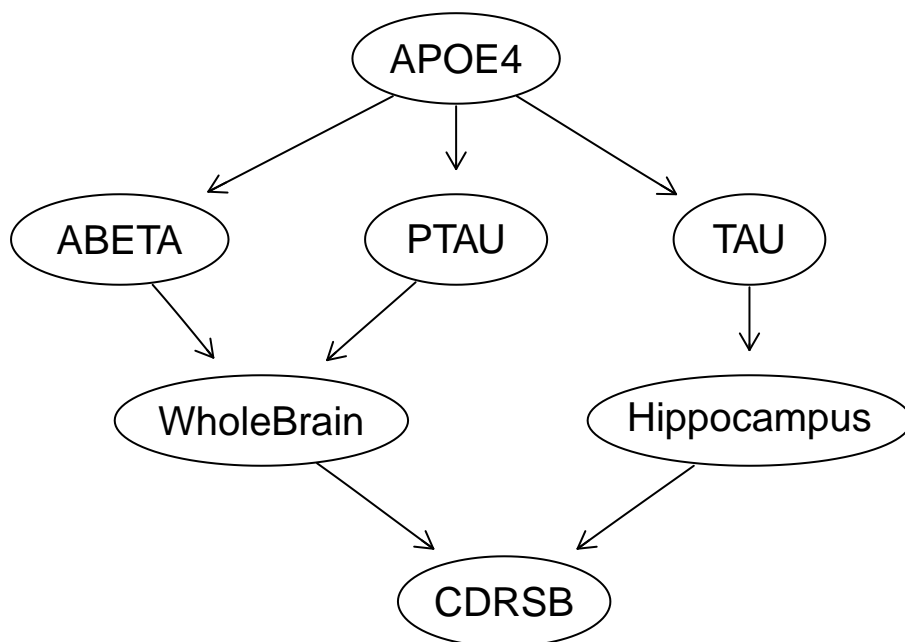 APOE4
ABETA
PTAU
TAU
WholeBrain
Hippocampus
CDRSB